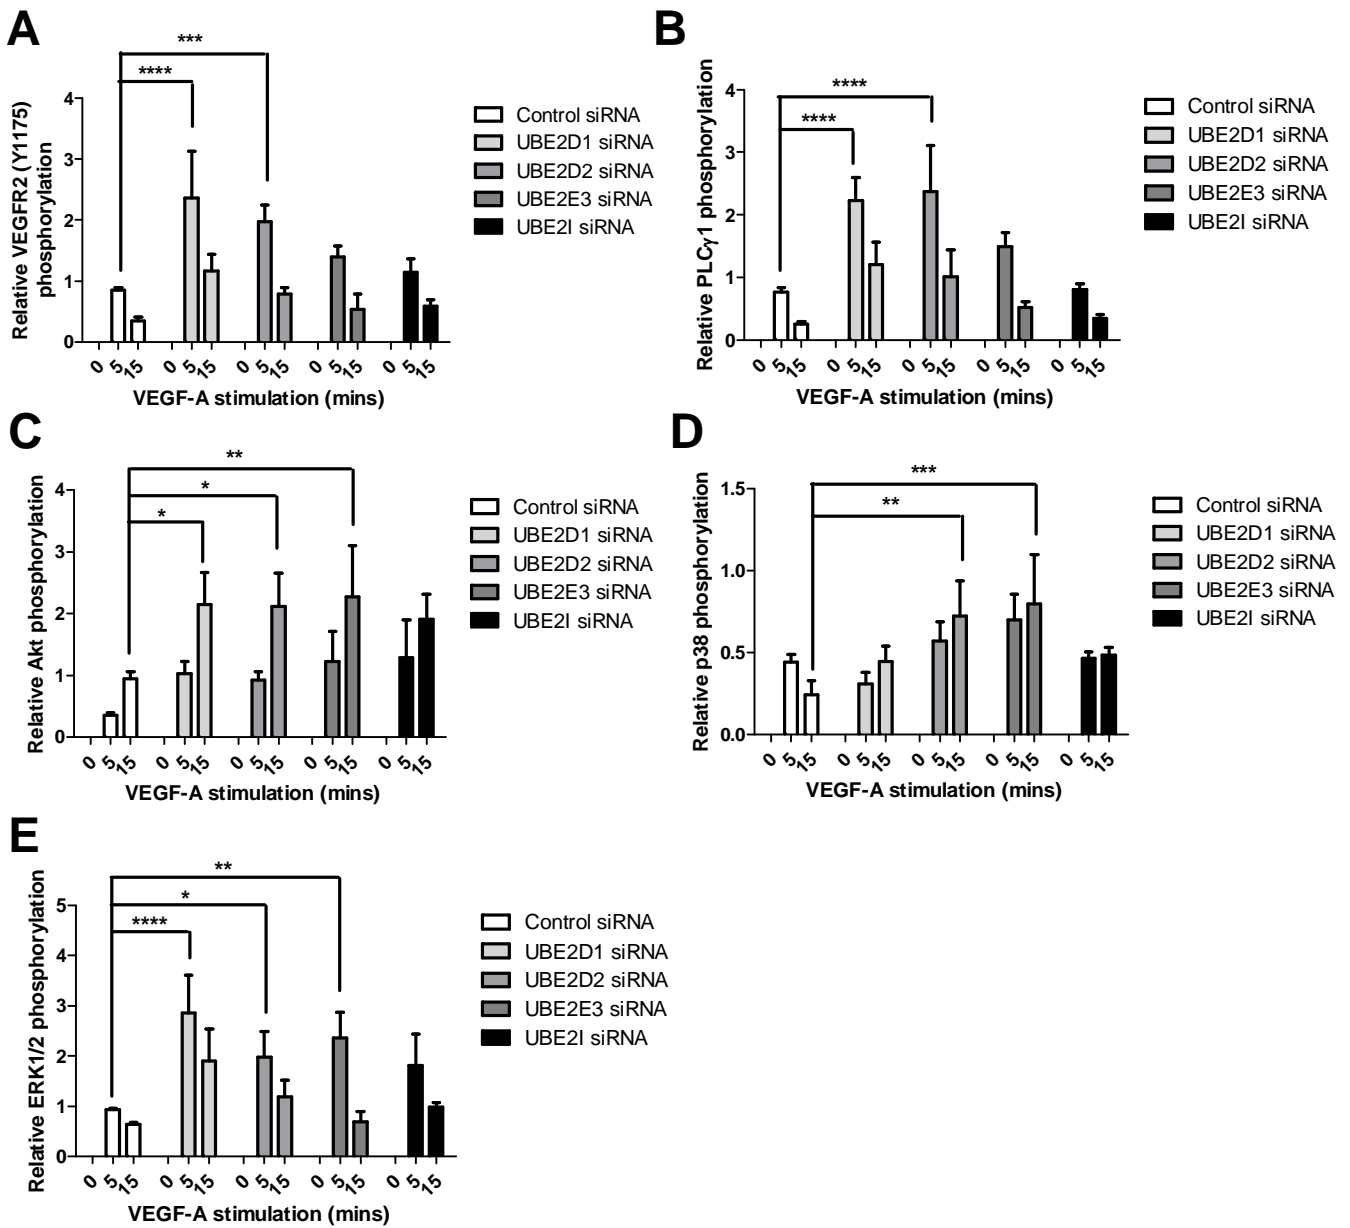 A
***
****
Relative VEGFR2 (Y1175)
phosphorylation
4
3
2
1
0
0 5 15 0 5 15 0 5 15 0 5 15 0 5 15
VEGF-A stimulation (mins)
Control siRNA
UBE2D1 siRNA
UBE2D2 siRNA
UBE2E3 siRNA
UBE2I siRNA
B
****
****
Relative PLCγ1 phosphorylation
4
3
2
1
0
0 5 15 0 5 15 0 5 15 0 5 15 0 5 15
VEGF-A stimulation (mins)
Control siRNA
UBE2D1 siRNA
UBE2D2 siRNA
UBE2E3 siRNA
UBE2I siRNA
C
**
*
*
Relative Akt phosphorylation
4
3
2
1
0
0 5 15 0 5 15 0 5 15 0 5 15 0 5 15
VEGF-A stimulation (mins)
Control siRNA
UBE2D1 siRNA
UBE2D2 siRNA
UBE2E3 siRNA
UBE2I siRNA
D
***
**
Relative p38 phosphorylation
1.5
1.0
0.5
0.0
0 5 15 0 5 15 0 5 15 0 5 15 0 5 15
VEGF-A stimulation (mins)
Control siRNA
UBE2D1 siRNA
UBE2D2 siRNA
UBE2E3 siRNA
UBE2I siRNA
E
**
*
****
Relative ERK1/2 phosphorylation
5
4
3
2
1
0
0 5 15 0 5 15 0 5 15 0 5 15 0 5 15
VEGF-A stimulation (mins)
Control siRNA
UBE2D1 siRNA
UBE2D2 siRNA
UBE2E3 siRNA
UBE2I siRNA